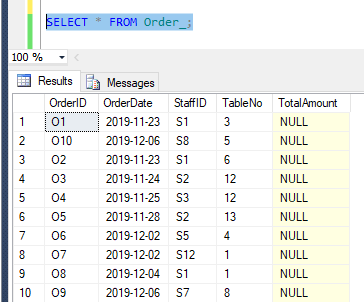 SELECT * FROM Order_;
100 %
Results Messages
OrderID OrderDate StaffID TableNo TotalAmount
1 O1 2019-11-23 S1 3 NULL
2 O10 2019-12-06 S8 5 NULL
3 O2 2019-11-23 S1 6 NULL
4 O3 2019-11-24 S2 12 NULL
5 O4 2019-11-25 S3 12 NULL
6 O5 2019-11-28 S2 13 NULL
7 O6 2019-12-02 S5 4 NULL
8 O7 2019-12-02 S12 1 NULL
9 O8 2019-12-04 S1 1 NULL
10 O9 2019-12-06 S7 8 NULL